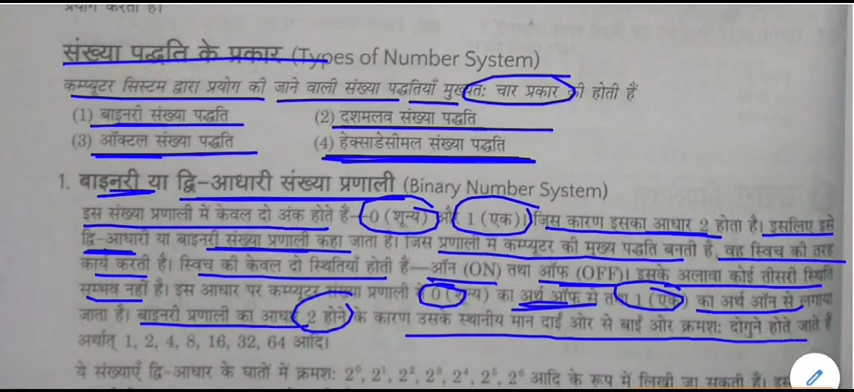 प्रयोग करता है।
संख्या पद्धति के प्रकार (Types of Number System)
कम्प्यूटर सिस्टम द्वारा प्रयोग की जाने वाली संख्या पद्धतियाँ मुख्यतः चार प्रकार की होती हैं
(1) बाइनरी संख्या पद्धति (2) दशमलव संख्या पद्धति
(3) ऑक्टल संख्या पद्धति (4) हेक्साडेसीमल संख्या पद्धति
1. बाइनरी या द्वि-आधारी संख्या प्रणाली (Binary Number System)
इस संख्या प्रणाली में केवल दो अंक होते हैं—0 (शून्य) और 1 (एक)। जिस कारण इसका आधार 2 होता है। इसलिए इसे
द्वि-आधारी या बाइनरी संख्या प्रणाली कहा जाता है। जिस प्रणाली में कम्प्यूटर की मुख्य पद्धति बनती है, वह स्विच की तरह
कार्य करती है। स्विच की केवल दो स्थितियाँ होती हैं—ऑन (ON) तथा ऑफ (OFF)। इसके अलावा कोई तीसरी स्थिति
सम्भव नहीं है। इस आधार पर कम्प्यूटर संख्या प्रणाली में 0 (शून्य) का अर्थ ऑफ से तथा 1 (एक) का अर्थ ऑन से लगाया
जाता है। बाइनरी प्रणाली का आधार 2 होने के कारण उसके स्थानीय मान दाईं ओर से बाईं ओर क्रमशः दोगुने होते जाते हैं
अर्थात् 1, 2, 4, 8, 16, 32, 64 आदि।
ये संख्याएँ द्वि-आधार के घातों में क्रमशः 2⁰, 2¹, 2², 2³, 2⁴, 2⁵, 2⁶ आदि के रूप में लिखी जा सकती हैं।